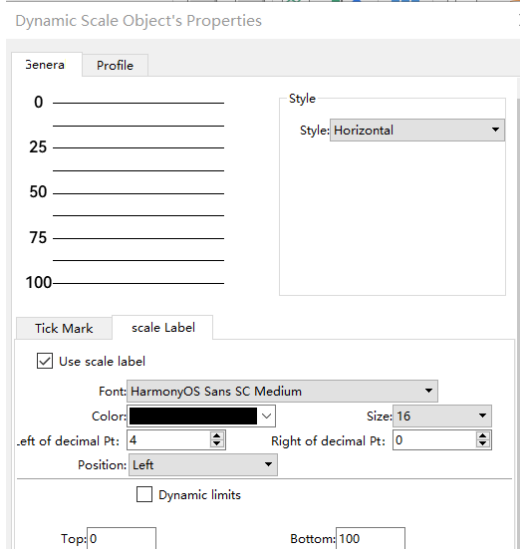 Dynamic Scale Object's Properties
Genera Profile
0
25
50
75
100
Style
Style: Horizontal
Tick Mark scale Label
Use scale label
Font: HarmonyOS Sans SC Medium
Color: Size: 16
Left of decimal Pt: 4 Right of decimal Pt: 0
Position: Left
Dynamic limits
Top: 0 Bottom: 100